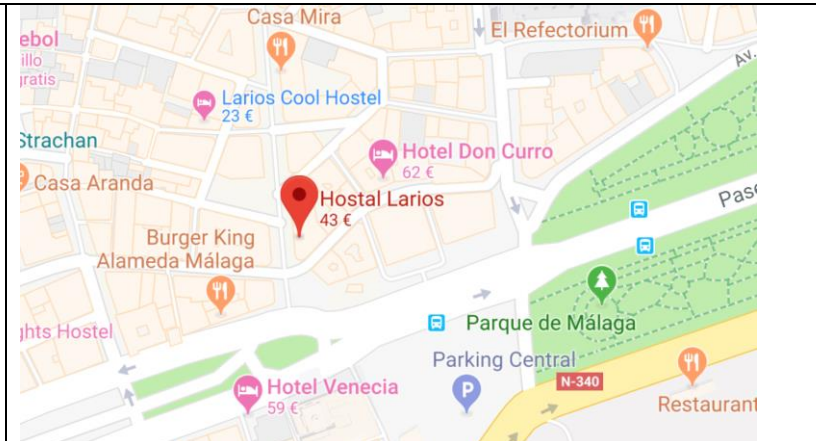 Casa Mira
El Refectorium
ebol
illo
gratis
Av.
Larios Cool Hostel
23 €
Strachan
Hotel Don Curro
62 €
Casa Aranda
Pase
Hostal Larios
43 €
Burger King
Alameda Málaga
Parque de Málaga
ghts Hostel
Parking Central
P
N-340
Hotel Venecia
59 €
Restaurant